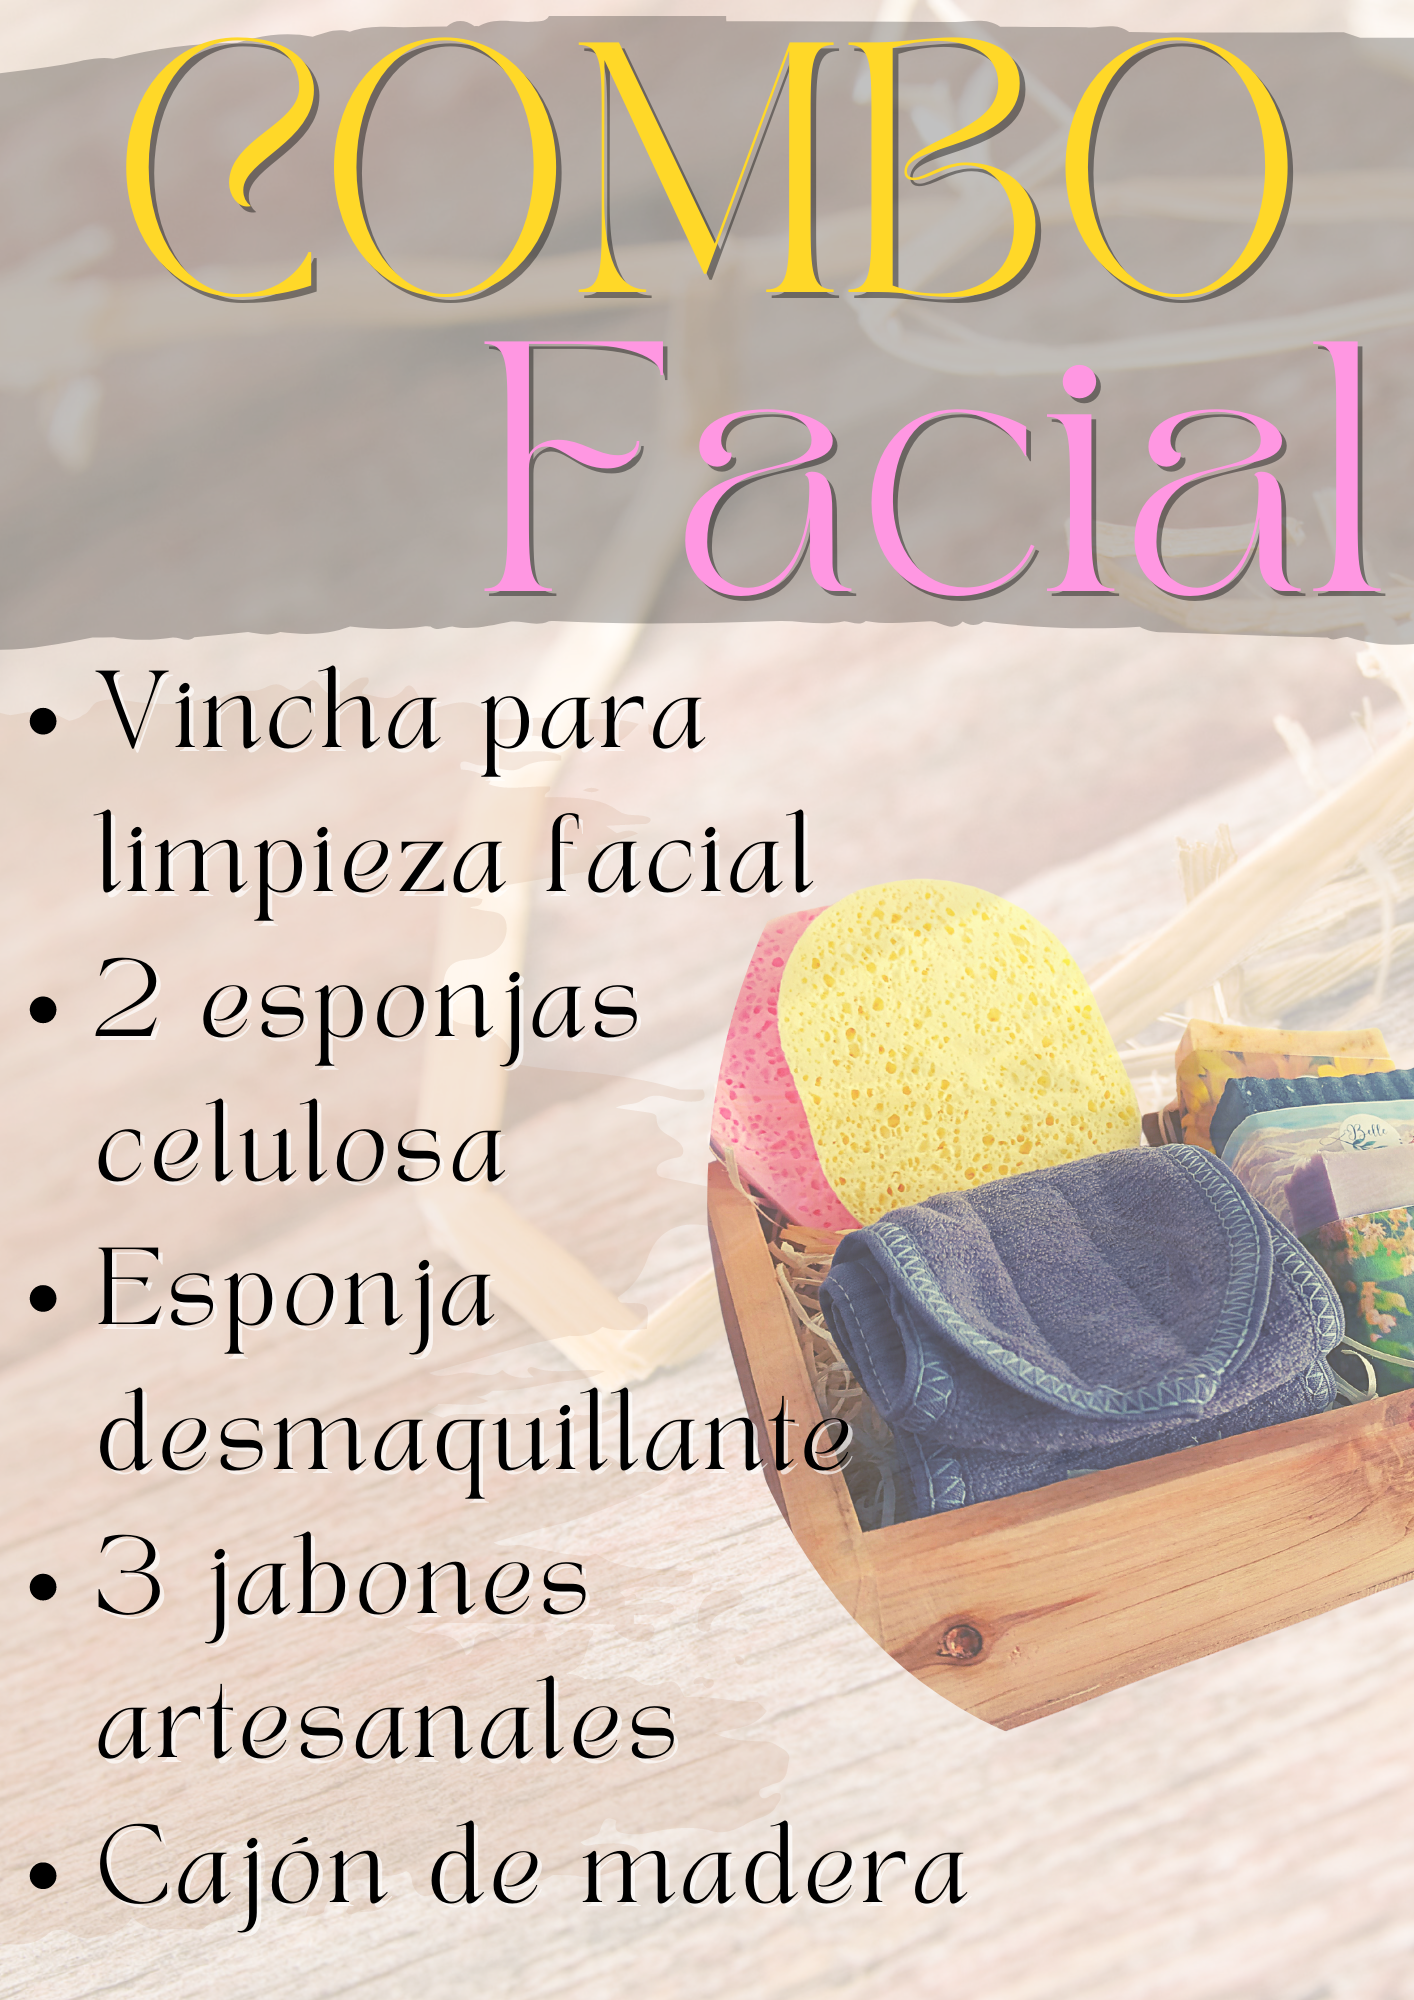 COMBO
Facial
• Vincha para
limpieza facial
• 2 esponjas
celulosa
• Esponja
desmaquillante
• 3 jabones
artesanales
• Cajón de madera
Belle